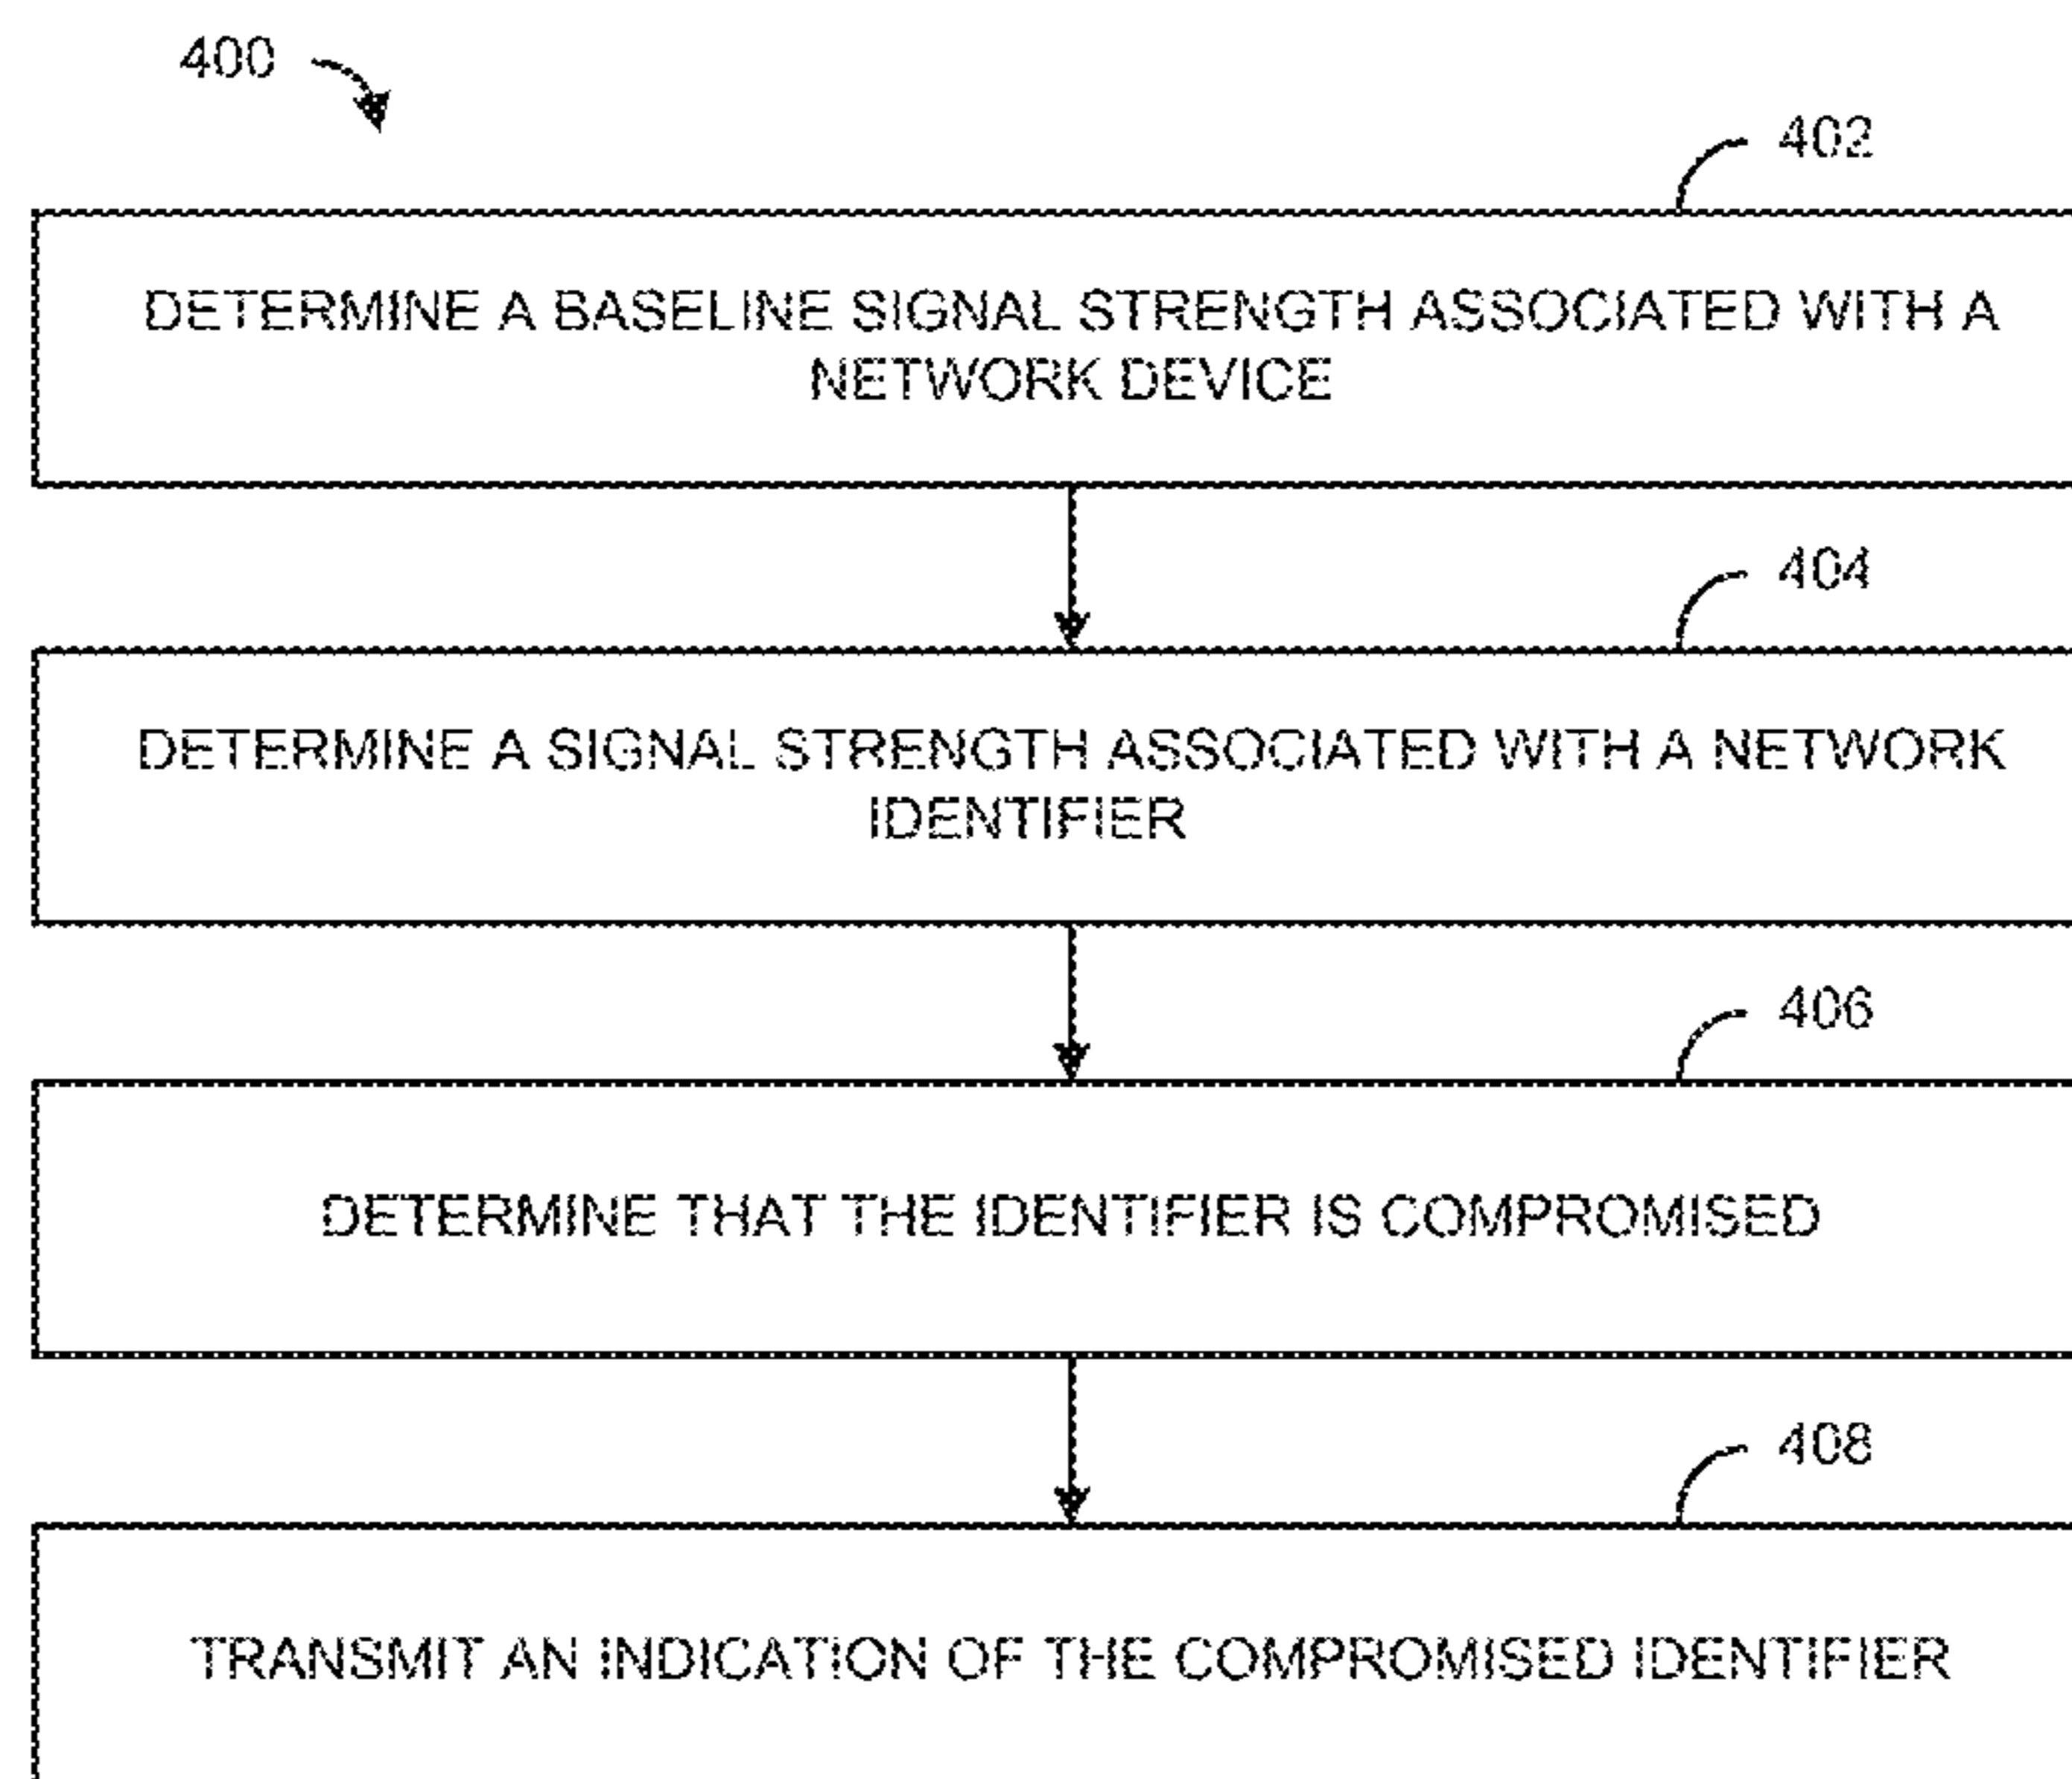 400
402
DETERMINE A BASELINE SIGNAL STRENGTH ASSOCIATED WITH A
NETWORK DEVICE
404
DETERMINE A SIGNAL STRENGTH ASSOCIATED WITH A NETWORK
IDENTIFIER
406
DETERMINE THAT THE IDENTIFIER IS COMPROMISED
408
TRANSMIT AN INDICATION OF THE COMPROMISED IDENTIFIER